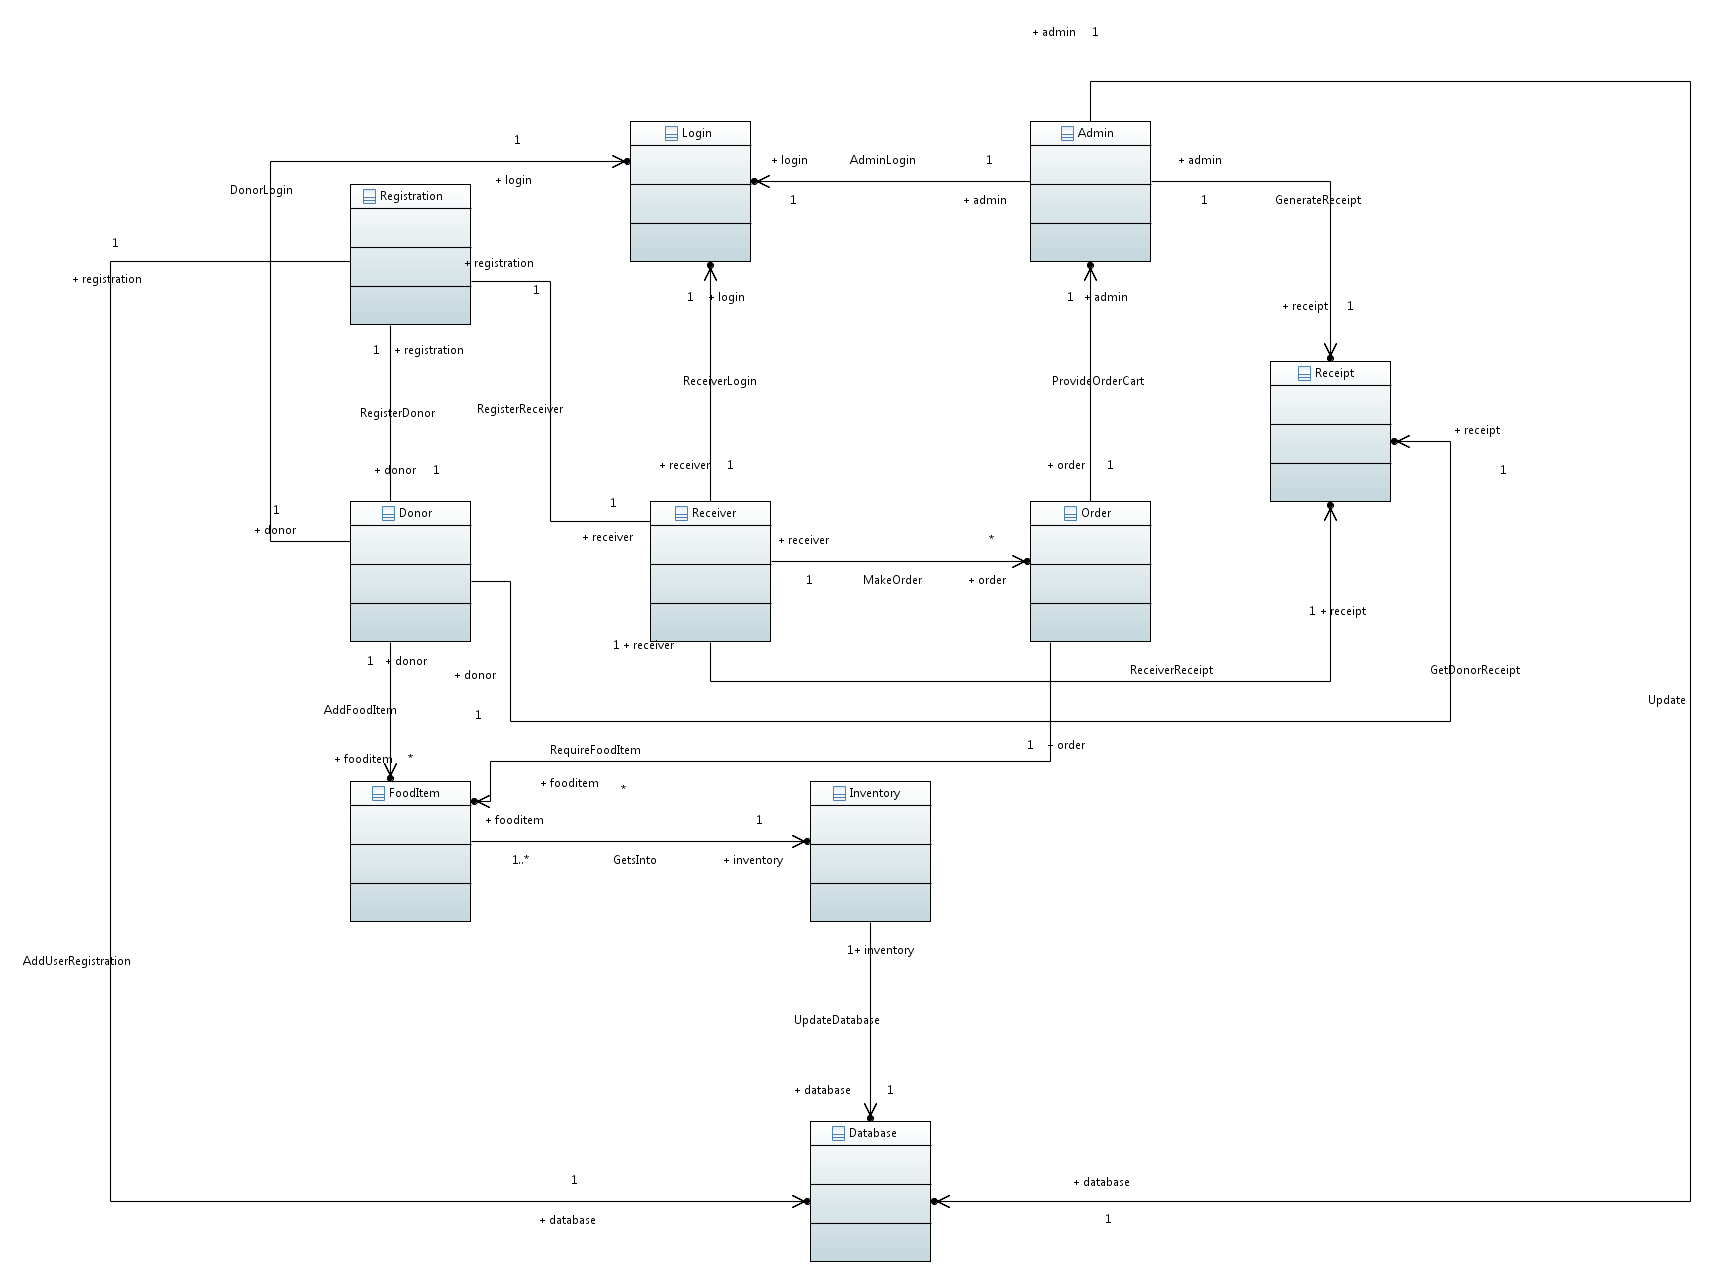 + admin 1
1
Login
Admin
+ login AdminLogin 1
+ admin
+ login
DonorLogin
Registration
1
+ admin
1
GenerateReceipt
1
+ registration
+ registration
1
1 + login
1 + admin
+ receipt 1
1 + registration
Receipt
ReceiverLogin
ProvideOrderCart
RegisterDonor
RegisterReceiver
+ receipt
1
+ donor 1
+ receiver 1
+ order 1
1
+ donor
1
+ receiver
Donor
Receiver
Order
+ receiver
*
1
MakeOrder
+ order
1 + receipt
1 + receiver
1 + donor
+ donor
ReceiverReceipt
GetDonorReceipt
Update
AddFoodItem
1
RequireFoodItem
1 + order
+ fooditem *
+ fooditem *
FoodItem
Inventory
+ fooditem
1
1..*
GetsInto
+ inventory
1+ inventory
AddUserRegistration
UpdateDatabase
+ database 1
Database
1
+ database
+ database
1